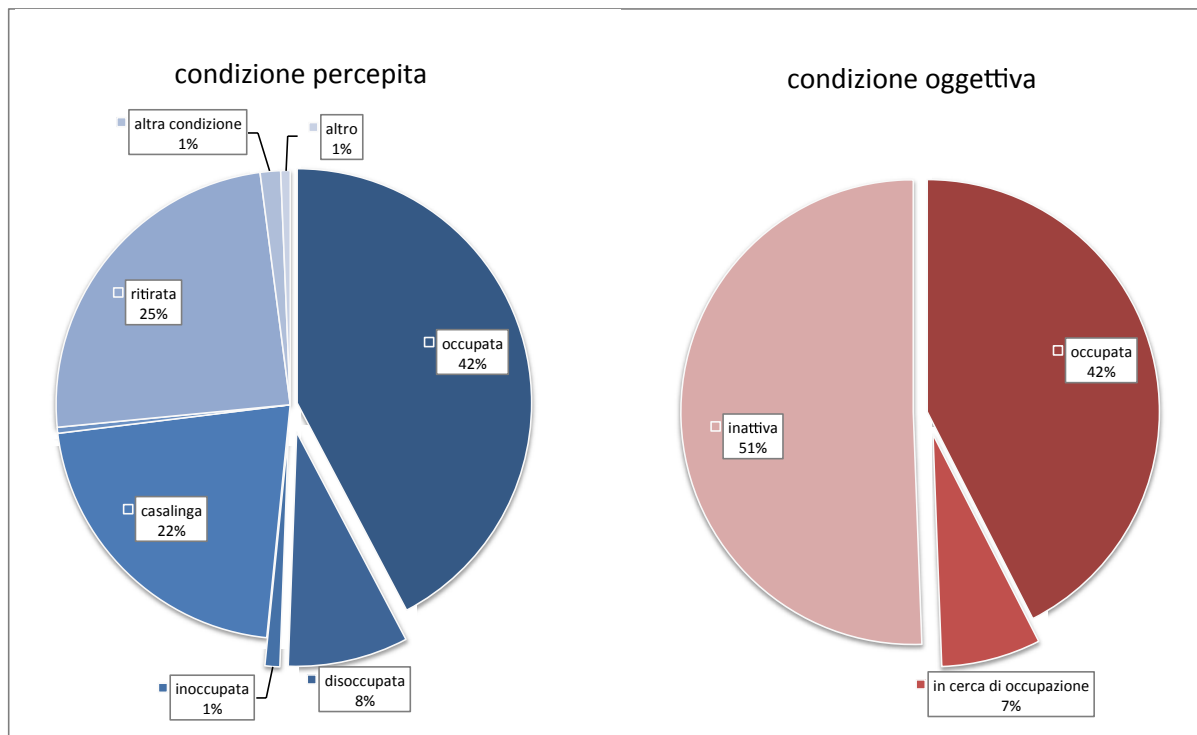 condizione percepita
altra condizione
1%
altro
1%
ritirata
25%
occupata
42%
casalinga
22%
inoccupata
1%
disoccupata
8%
condizione oggettiva
occupata
42%
inattiva
51%
in cerca di occupazione
7%